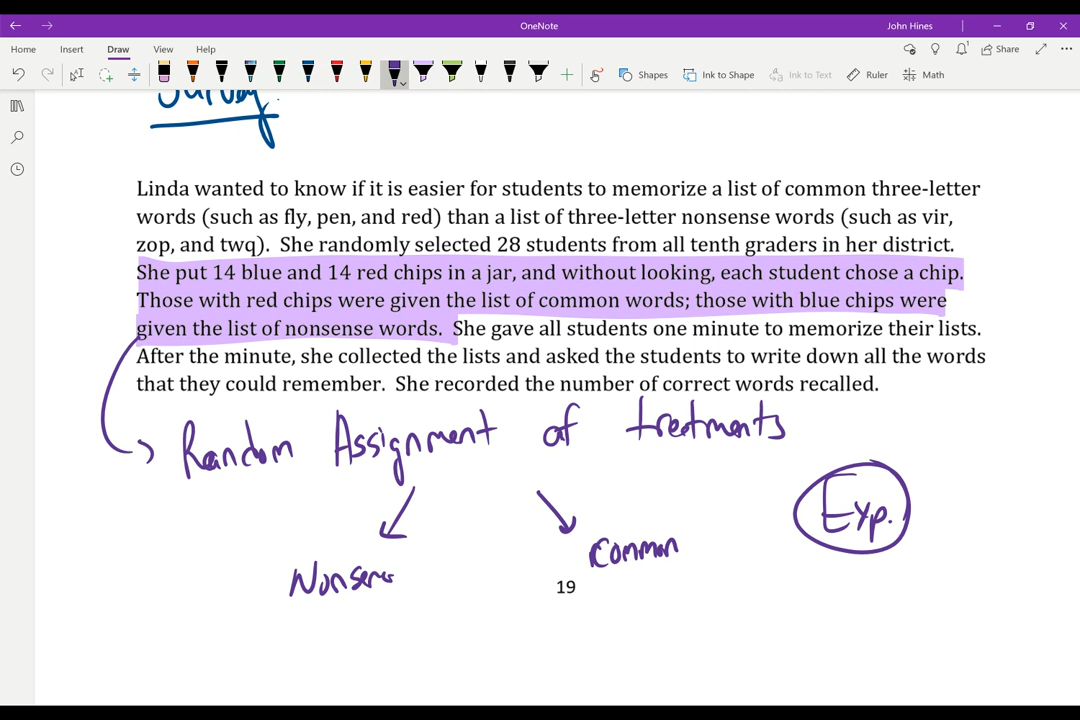 OneNote
John Hines
Home Insert Draw View Help
Share
Shapes Ink to Shape Ink to Text Ruler Math
Survey.
Linda wanted to know if it is easier for students to memorize a list of common three-letter
words (such as fly, pen, and red) than a list of three-letter nonsense words (such as vir,
zop, and twq). She randomly selected 28 students from all tenth graders in her district.
She put 14 blue and 14 red chips in a jar, and without looking, each student chose a chip.
Those with red chips were given the list of common words; those with blue chips were
given the list of nonsense words. She gave all students one minute to memorize their lists.
After the minute, she collected the lists and asked the students to write down all the words
that they could remember. She recorded the number of correct words recalled.
Random Assignment of treatments
Exp.
Common
Nonsense
19